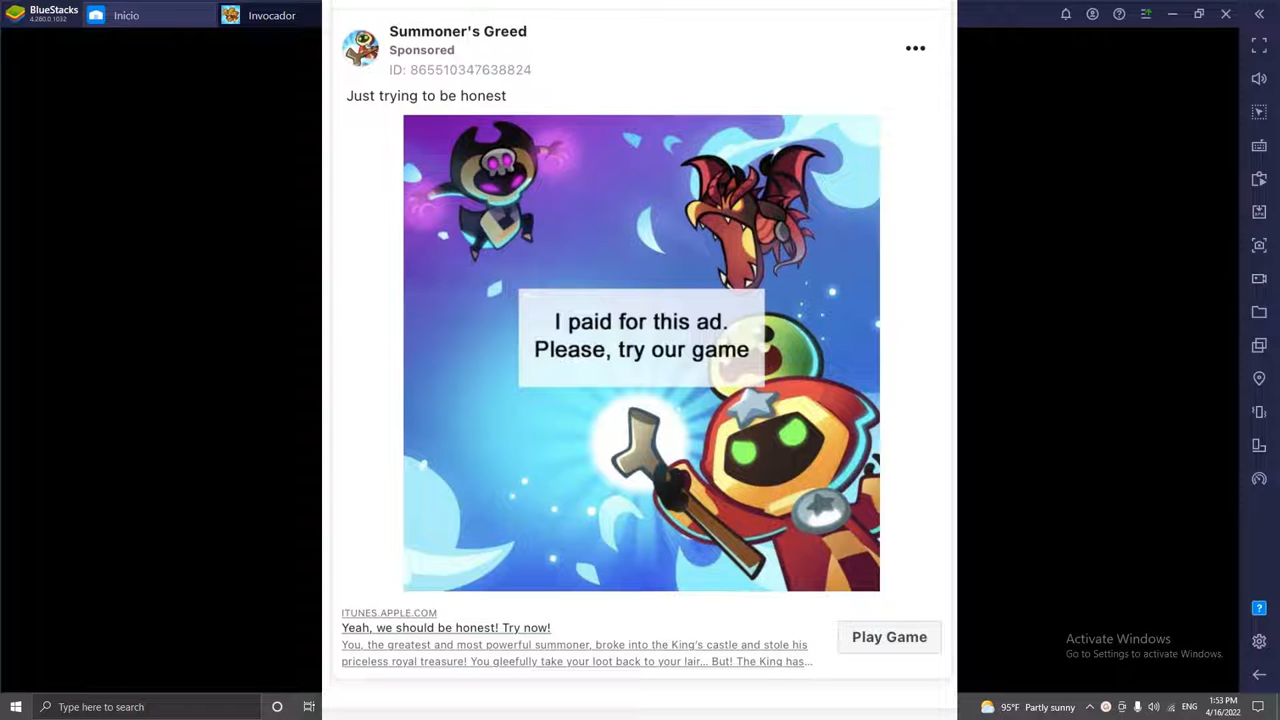 BlueStacks
4.280.0.1032
Inicio
Invocador
Summoner's Greed
Sponsored
ID: 865510347638824
Just trying to be honest
I paid for this ad.
Please, try our game
ITUNES.APPLE.COM
Yeah, we should be honest! Try now!
You, the greatest and most powerful summoner, broke into the King's castle and stole his
priceless royal treasure! You gleefully take your loot back to your lair... But! The King has...
Play Game
Activate Windows
Go to Settings to activate Windows.
Type here to search
95°F Partly sunny
1:53 PM
4/16/2022